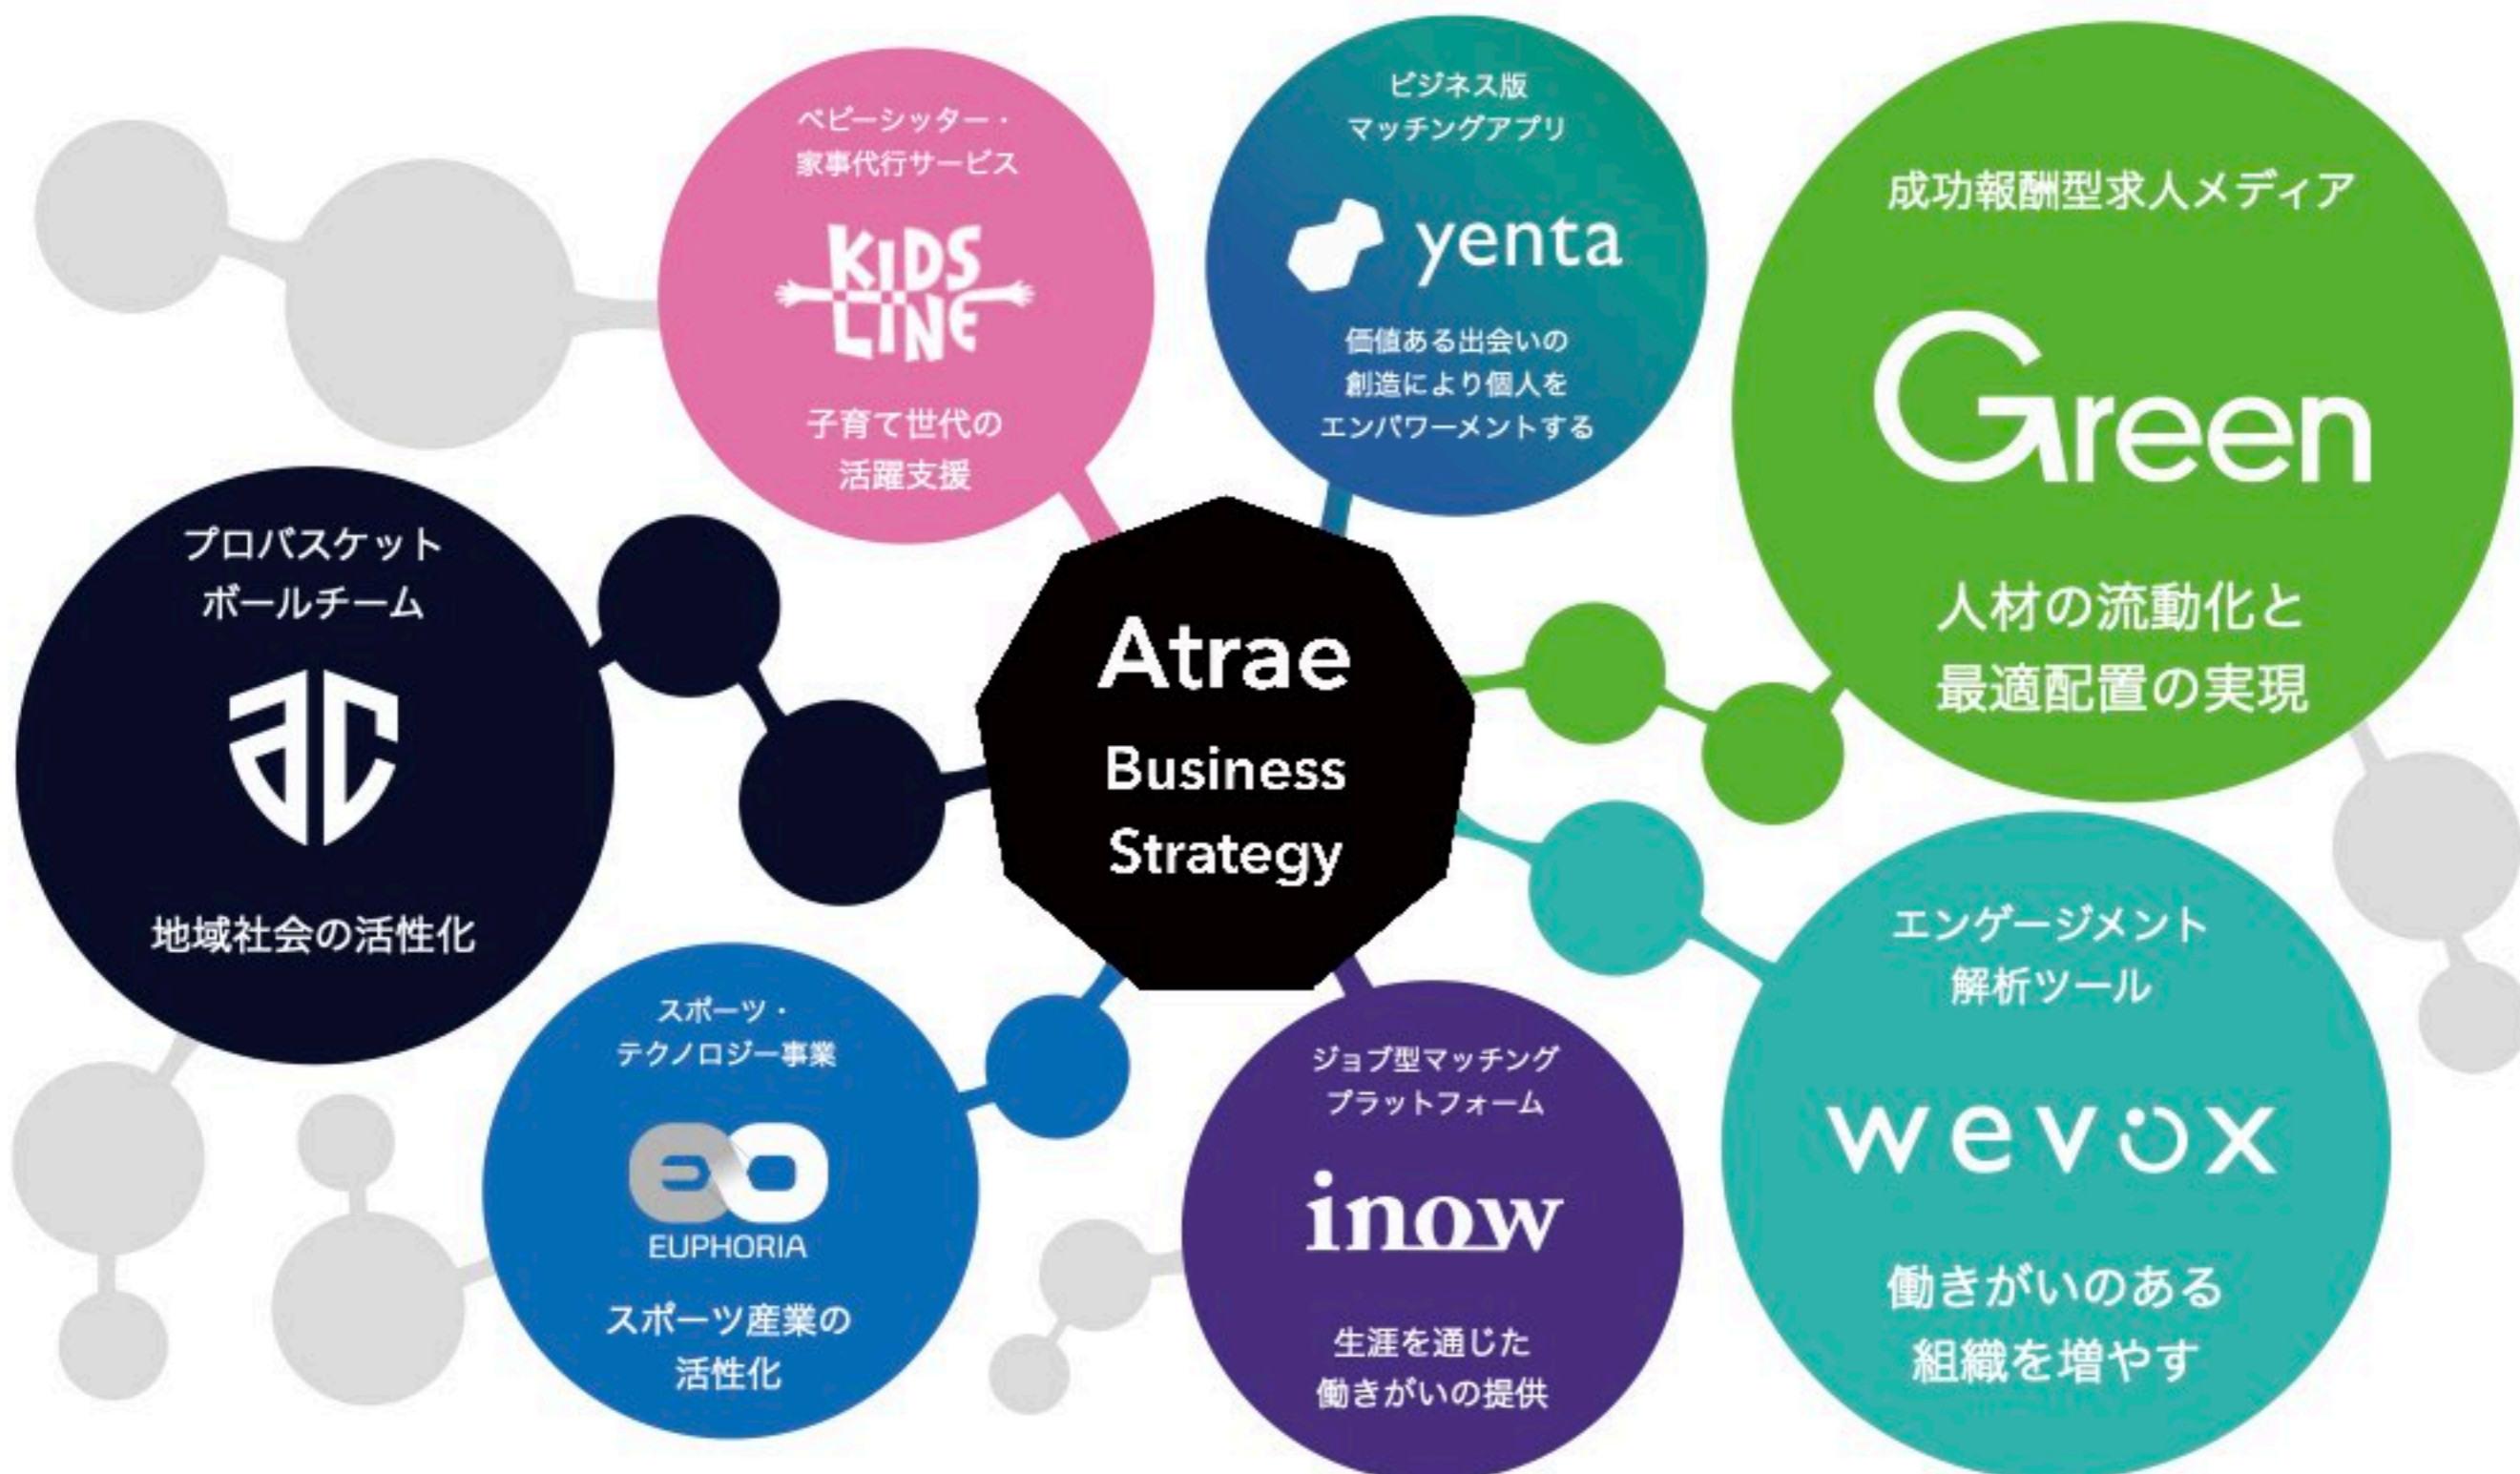 ベビーシッター・
家事代行サービス
KIDS
LINE
子育て世代の
活躍支援
ビジネス版
マッチングアプリ
yenta
価値ある出会いの
創造により個人を
エンパワーメントする
成功報酬型求人メディア
Green
人材の流動化と
最適配置の実現
プロバスケット
ボールチーム
地域社会の活性化
Atrae
Business
Strategy
スポーツ・
テクノロジー事業
EUPHORIA
スポーツ産業の
活性化
ジョブ型マッチング
プラットフォーム
inow
生涯を通じた
働きがいの提供
エンゲージメント
解析ツール
wevox
働きがいのある
組織を増やす